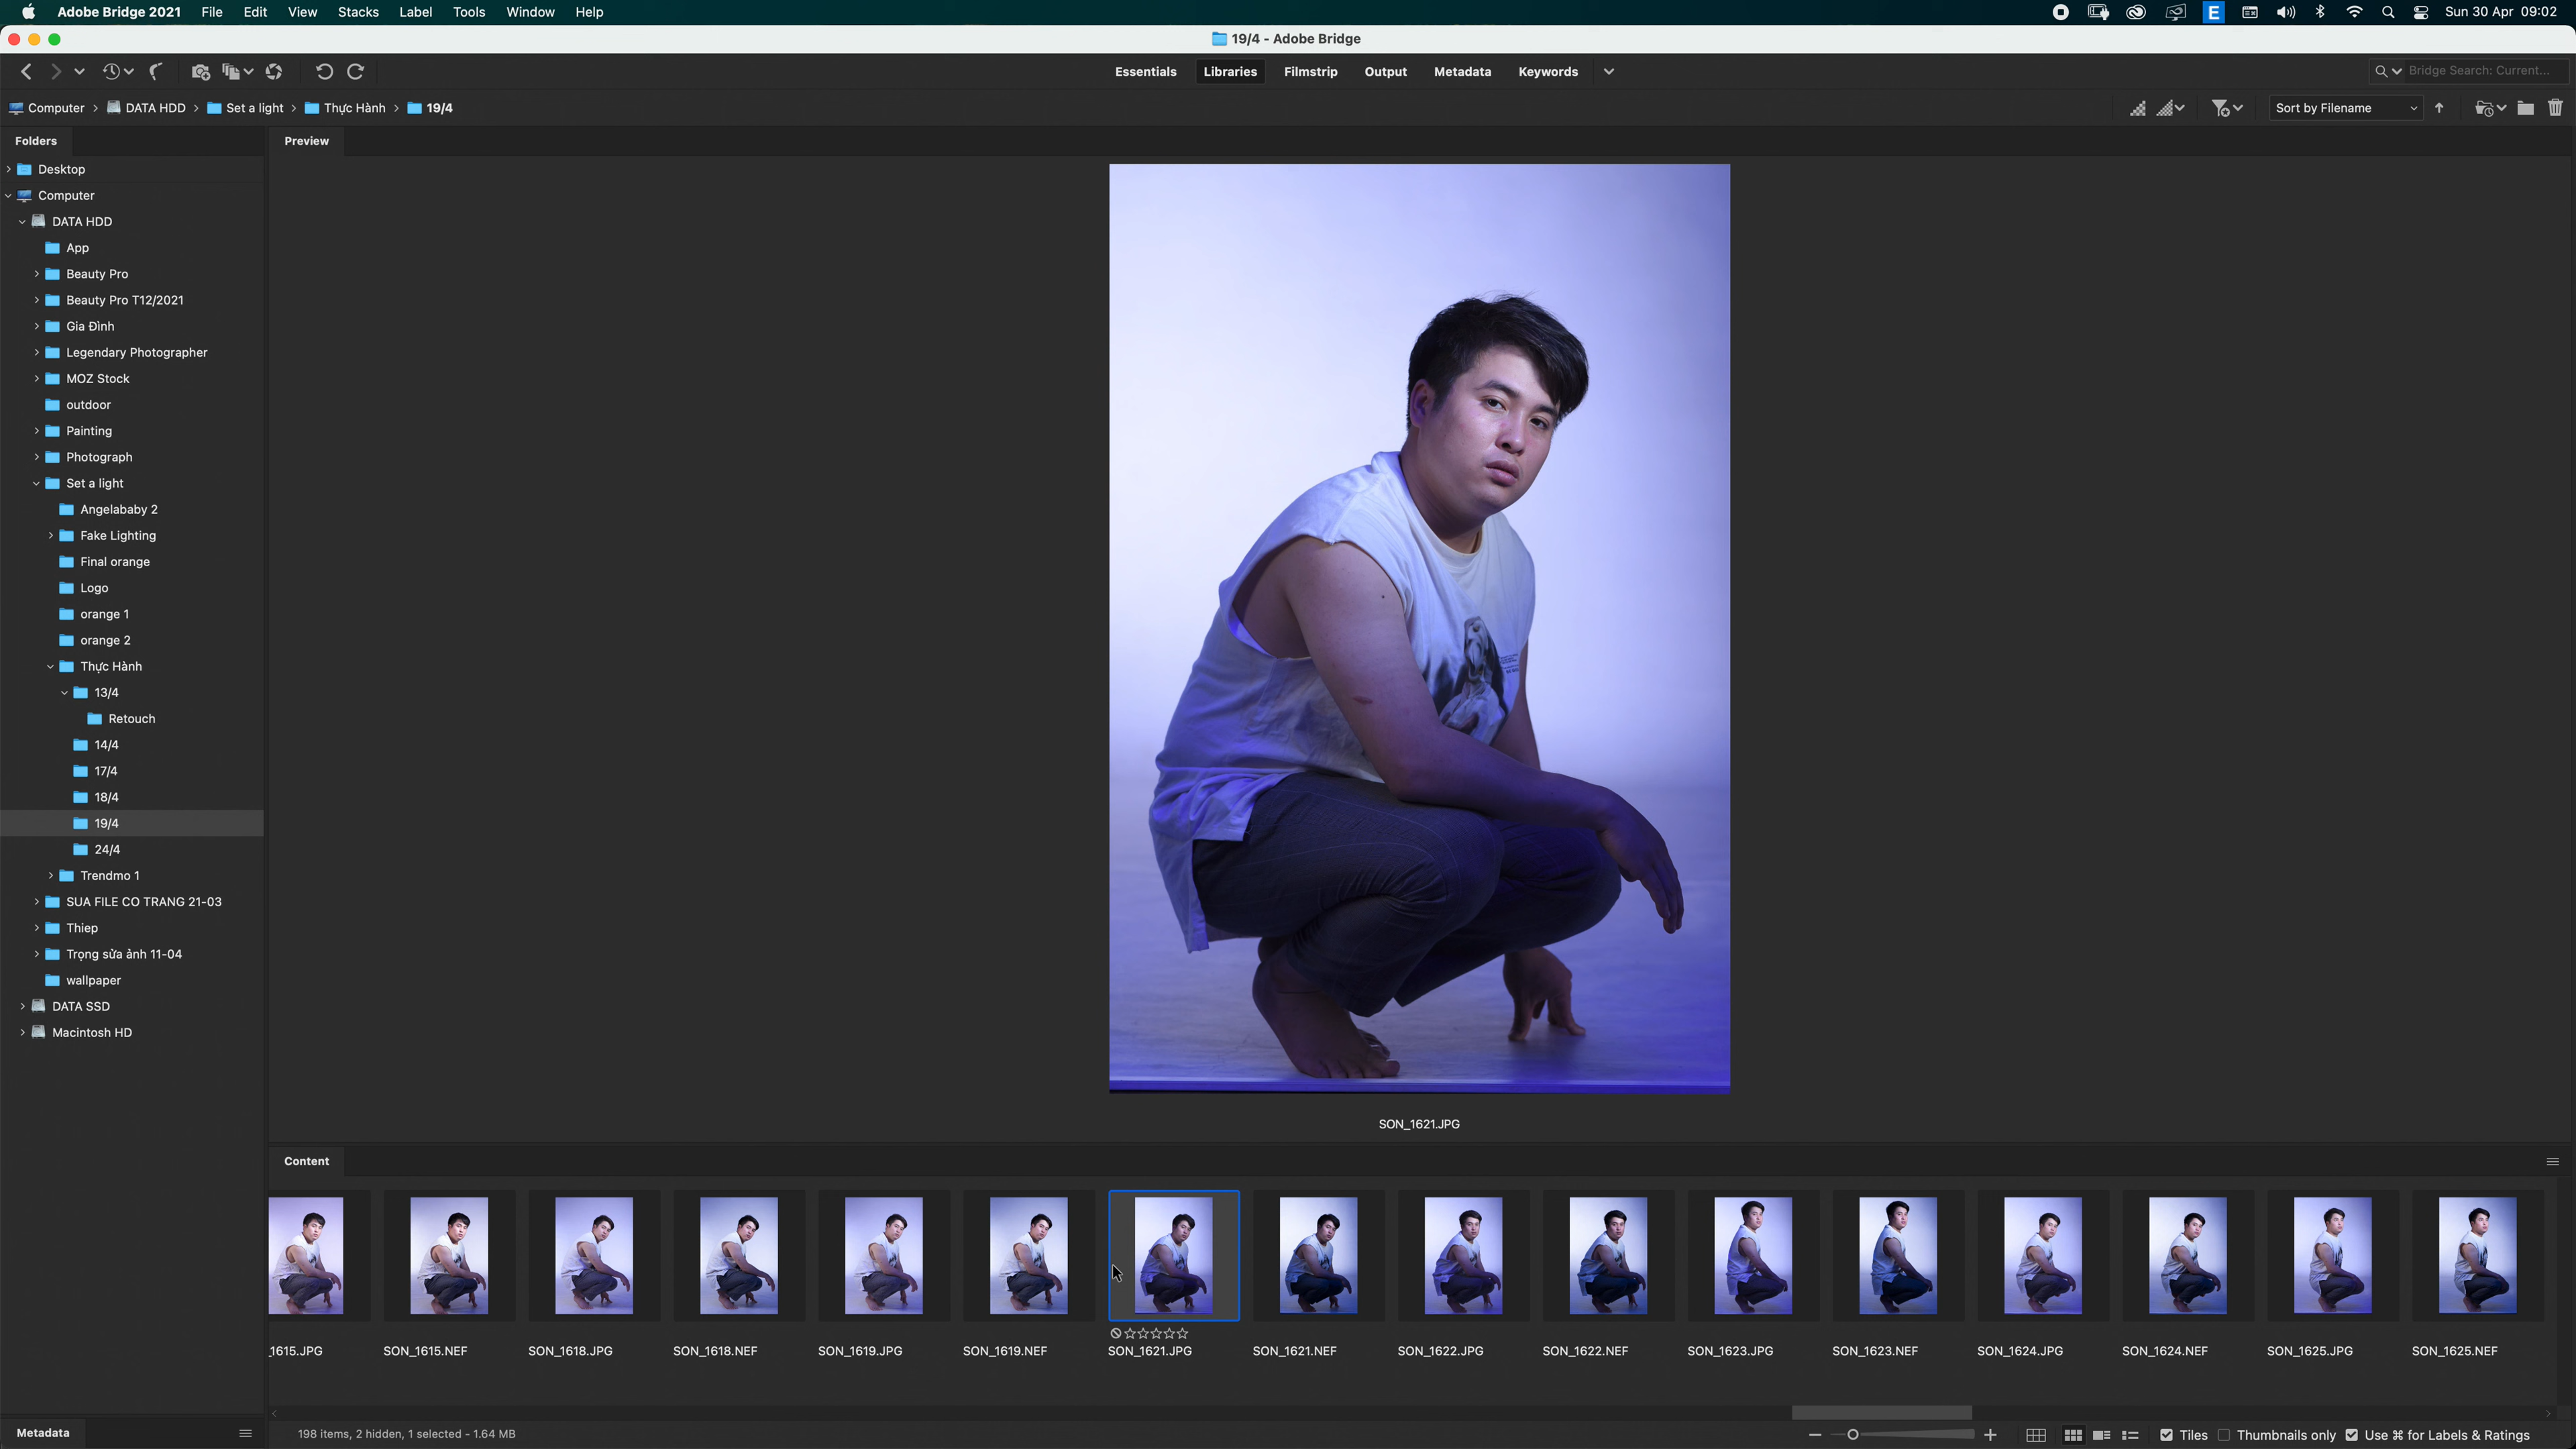 Adobe Bridge 2021 File Edit View Stacks Label Tools Window Help
E
Sun 30 Apr 09:02
19/4 - Adobe Bridge
Essentials Libraries Filmstrip Output Metadata Keywords
Bridge Search: Current...
Computer DATA HDD Set a light Thực Hành 19/4
Sort by Filename
Folders
Preview
Desktop
Computer
DATA HDD
App
Beauty Pro
Beauty Pro T12/2021
Gia Đình
Legendary Photographer
MOZ Stock
outdoor
Painting
Photograph
Set a light
Angelababy 2
Fake Lighting
Final orange
Logo
orange 1
orange 2
Thực Hành
13/4
Retouch
14/4
17/4
18/4
19/4
24/4
Trendmo 1
SUA FILE CO TRANG 21-03
Thiep
Trọng sửa ảnh 11-04
wallpaper
DATA SSD
Macintosh HD
SON_1621.JPG
Content
_1615.JPG SON_1615.NEF SON_1618.JPG SON_1618.NEF SON_1619.JPG SON_1619.NEF SON_1621.JPG SON_1621.NEF SON_1622.JPG SON_1622.NEF SON_1623.JPG SON_1623.NEF SON_1624.JPG SON_1624.NEF SON_1625.JPG SON_1625.NEF
Metadata
198 items, 2 hidden, 1 selected - 1.64 MB
Tiles Thumbnails only Use ⌘ for Labels & Ratings